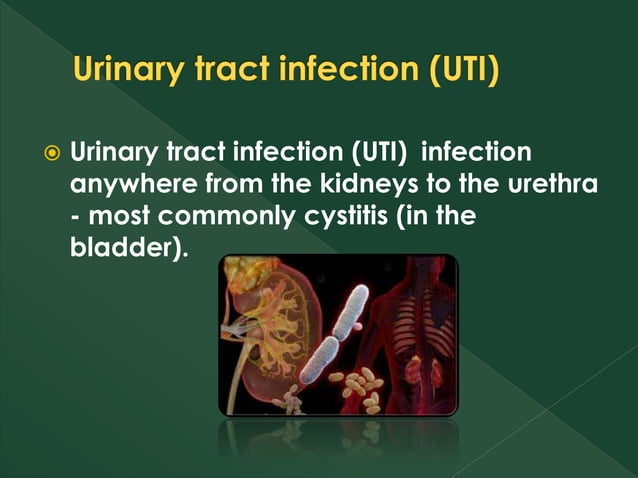 Urinary tract infection (UTI)
Urinary tract infection (UTI)  infection
anywhere from the kidneys to the urethra
- most commonly cystitis (in the
bladder).